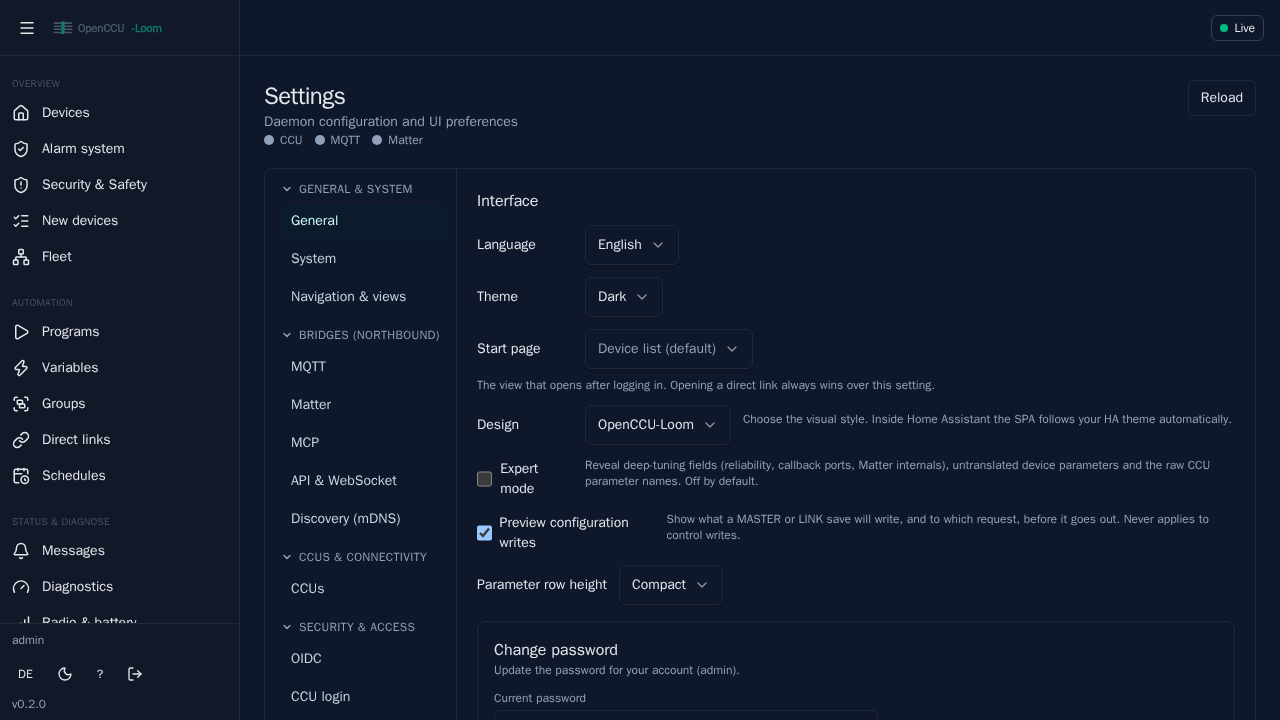 OpenCCU -Loom
Live
OVERVIEW
Devices
Alarm system
Security & Safety
New devices
Fleet
AUTOMATION
Programs
Variables
Groups
Direct links
Schedules
STATUS & DIAGNOSE
Messages
Diagnostics
Radio & battery
admin
DE
?
v0.2.0
Settings
Daemon configuration and UI preferences
CCU
MQTT
Matter
Reload
GENERAL & SYSTEM
General
System
Navigation & views
BRIDGES (NORTHBOUND)
MQTT
Matter
MCP
API & WebSocket
Discovery (mDNS)
CCUS & CONNECTIVITY
CCUs
SECURITY & ACCESS
OIDC
CCU login
Interface
Language
English
Theme
Dark
Start page
Device list (default)
The view that opens after logging in. Opening a direct link always wins over this setting.
Design
OpenCCU-Loom
Choose the visual style. Inside Home Assistant the SPA follows your HA theme automatically.
Expert
mode
Reveal deep-tuning fields (reliability, callback ports, Matter internals), untranslated device parameters and the raw CCU
parameter names. Off by default.
Preview configuration
writes
Show what a MASTER or LINK save will write, and to which request, before it goes out. Never applies to
control writes.
Parameter row height
Compact
Change password
Update the password for your account (admin).
Current password